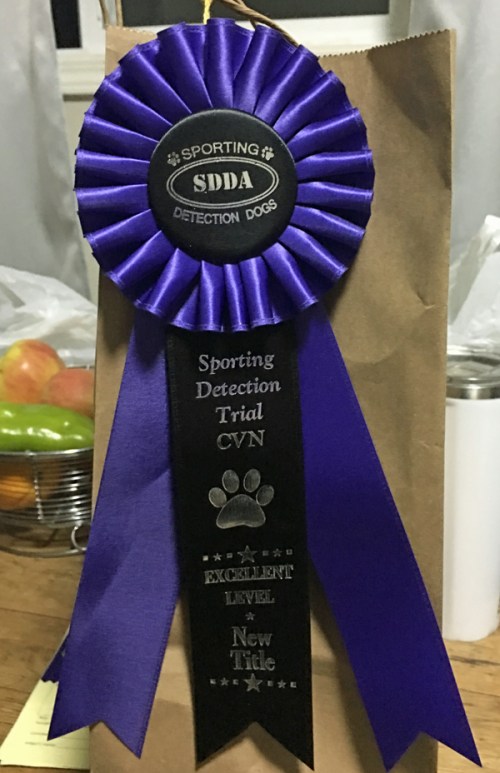 SPORTING
SDDA
DETECTION DOGS
Sporting
Detection
Trial
CVN
EXCELLENT
LEVEL
New
Title